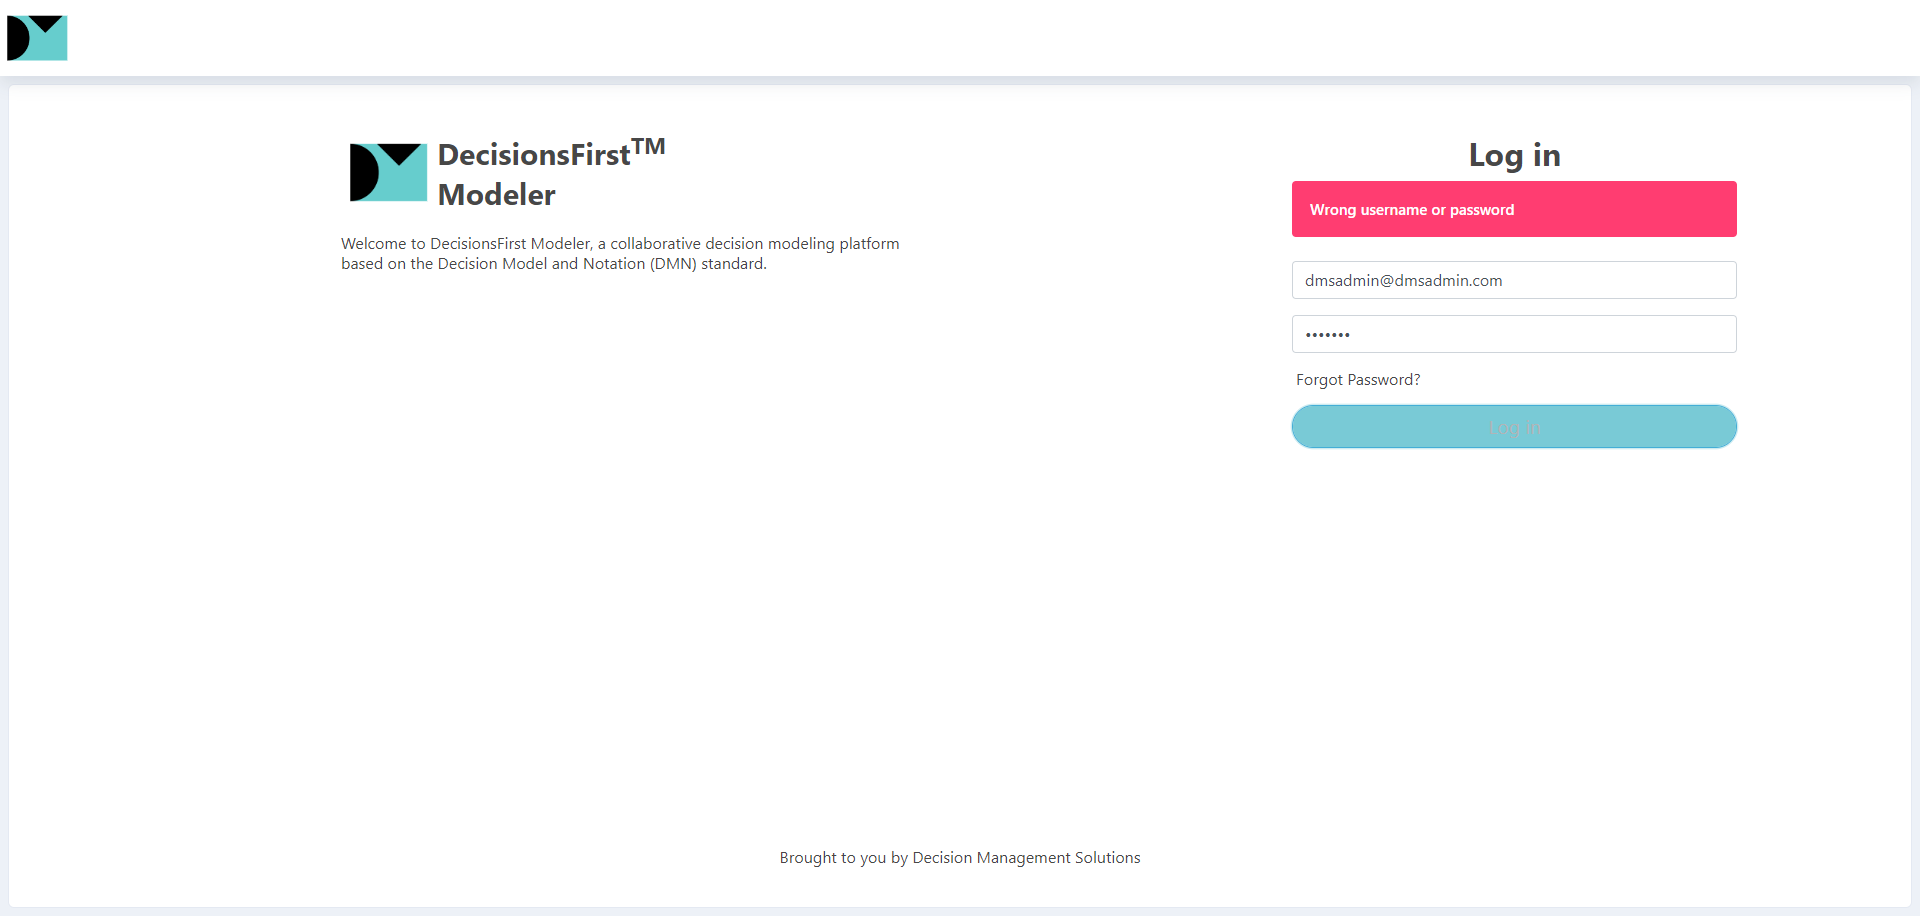 DecisionsFirst™
Modeler
Welcome to DecisionsFirst Modeler, a collaborative decision modeling platform
based on the Decision Model and Notation (DMN) standard.
Log in
Wrong username or password
dmsadmin@dmsadmin.com
•••••••
Forgot Password?
Log in
Brought to you by Decision Management Solutions